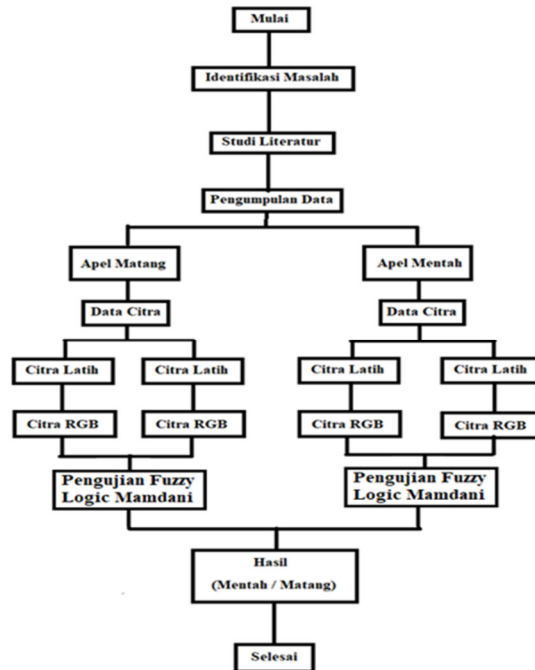 Mulai
Identifikasi Masalah
Studi Literatur
Pengumpulan Data
Apel Matang
Apel Mentah
Data Citra
Data Citra
Citra Latih
Citra Latih
Citra Latih
Citra Latih
Citra RGB
Citra RGB
Citra RGB
Citra RGB
Pengujian Fuzzy
Logic Mamdani
Pengujian Fuzzy
Logic Mamdani
Hasil
(Mentah / Matang)
Selesai